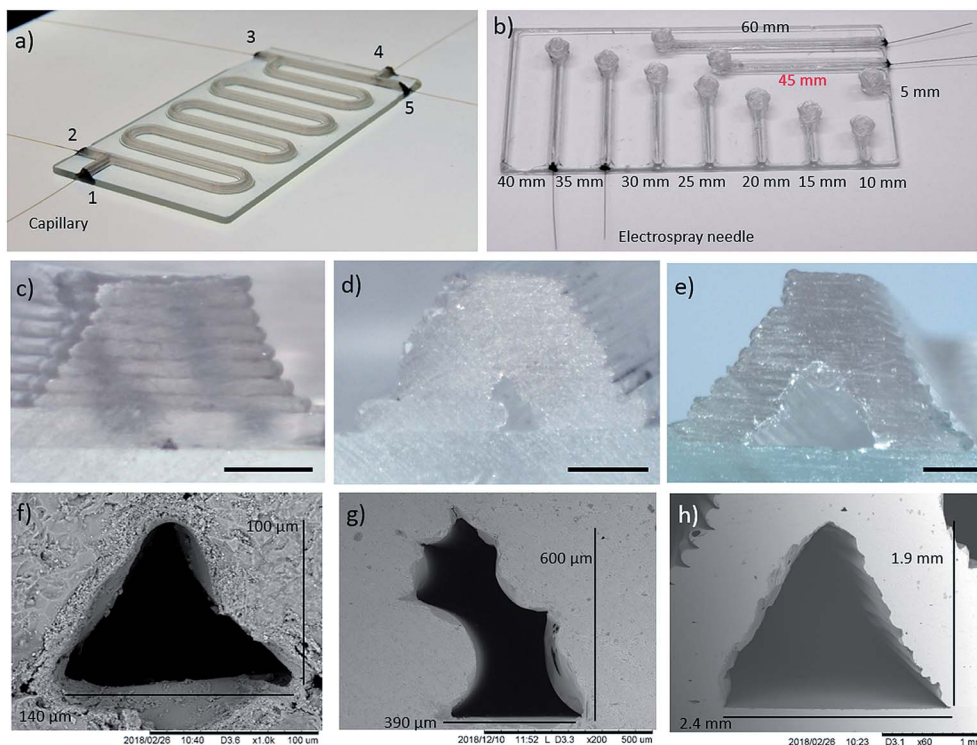 a)
3
4
5
2
1
Capillary
b)
60 mm
45 mm
5 mm
40 mm 35 mm 30 mm 25 mm 20 mm 15 mm 10 mm
Electrospray needle
c)
d)
e)
f)
100 µm
140 µm
2018/02/26 10:40 D3.6 x1.0k 100 um
g)
600 µm
390 µm
2018/12/10 11:52 L D3.3 x200 500 um
h)
1.9 mm
2.4 mm
2018/02/26 10:23 D3.1 x60 1 mm